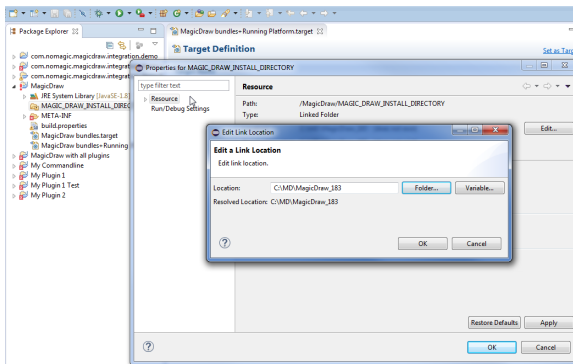 Package Explorer
MagicDraw bundles+Running Platform.target
com.nomagic.magicdraw.integration.demo
com.nomagic.magicdraw.integrat
com.nomagic.magicdraw.integrat
MagicDraw
JRE System Library [JavaSE-1.8]
MAGIC_DRAW_INSTALL_DIREC
META-INF
build.properties
MagicDraw bundles.target
MagicDraw bundles+Running
MagicDraw with all plugins
My Commandline
My Plugin 1
My Plugin 1 Test
My Plugin 2
Target Definition
Set as Targ
Properties for MAGIC_DRAW_INSTALL_DIRECTORY
type filter text
Resource
Run/Debug Settings
Resource
Path: /MagicDraw/MAGIC_DRAW_INSTALL_DIRECTORY
Type: Linked Folder
Edit...
Edit Link Location
Edit a Link Location
Edit link location.
Location: C:\MD\MagicDraw_183 Folder... Variable...
Resolved Location: C:\MD\MagicDraw_183
OK Cancel
Restore Defaults Apply
OK Cancel